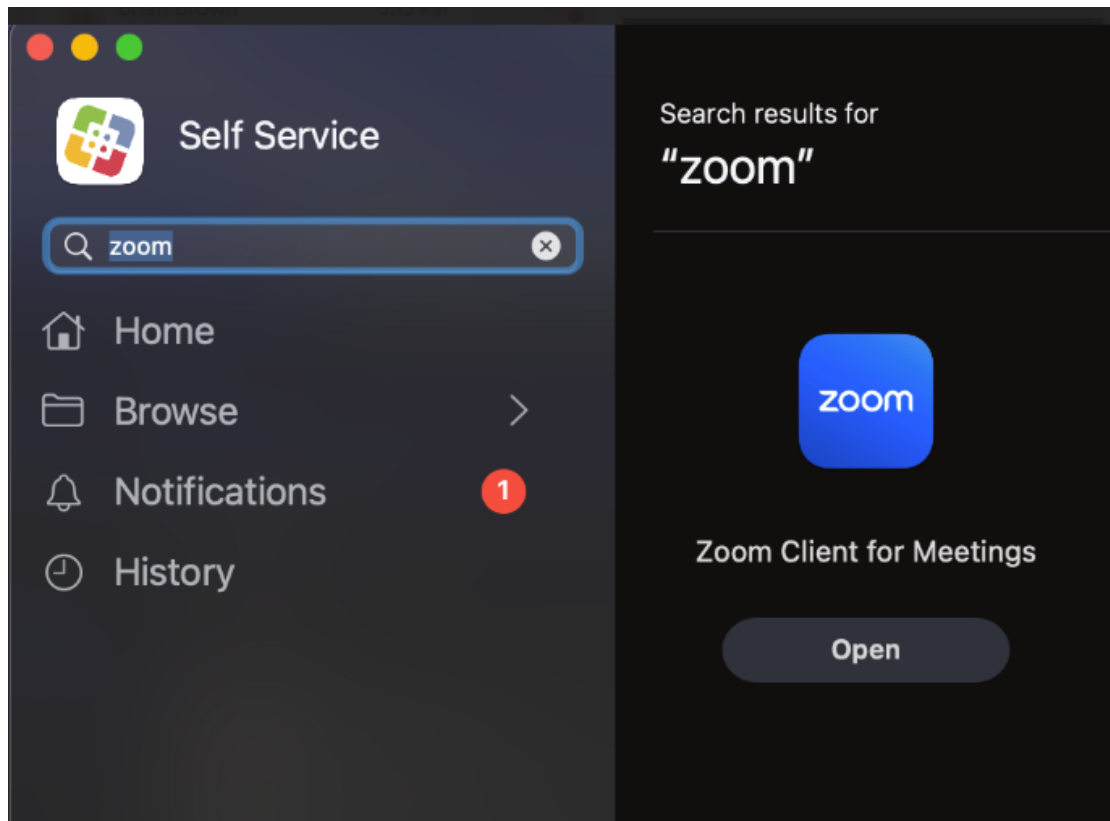 Self Service
zoom
Home
Browse
Notifications
1
History
Search results for
“zoom”
zoom
Zoom Client for Meetings
Open